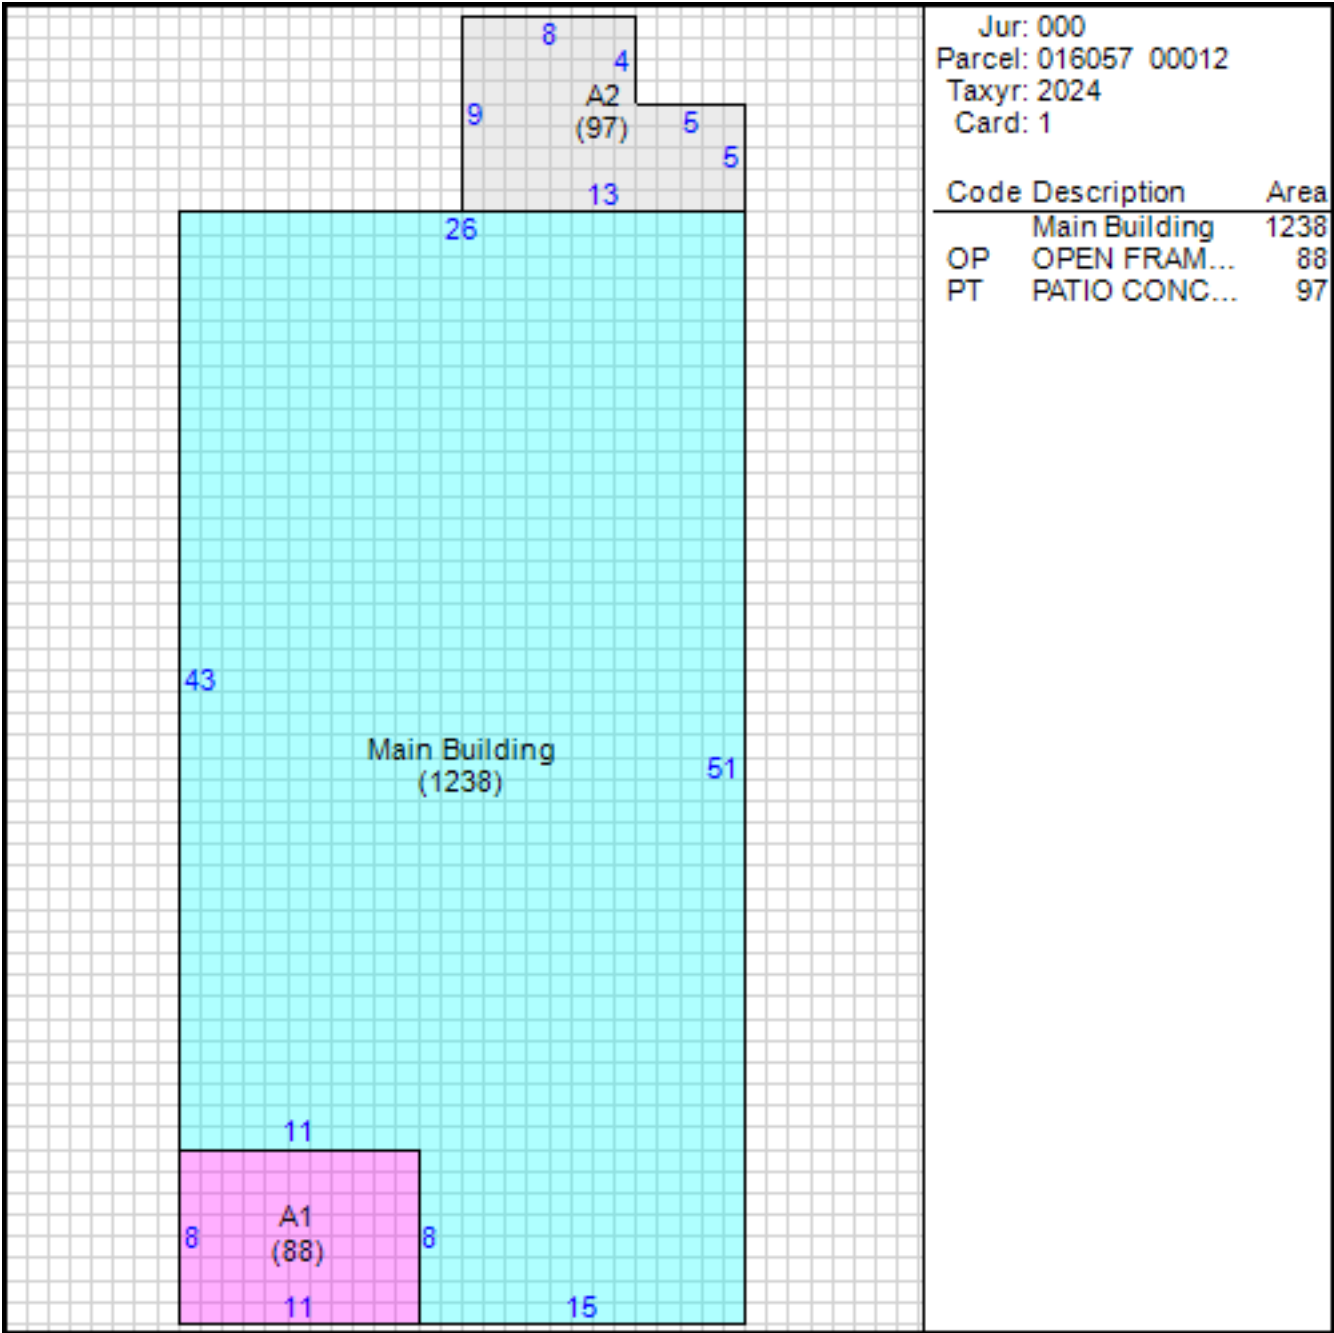 8
4
A2
9
(97)
5
5
13
26
43
Main Building
(1238)
51
11
A1
8
(88)
8
11
15
Jur: 000
Parcel: 016057 00012
Taxyr: 2024
Card: 1
Code Description Area
Main Building 1238
OP OPEN FRAM... 88
PT PATIO CONC... 97